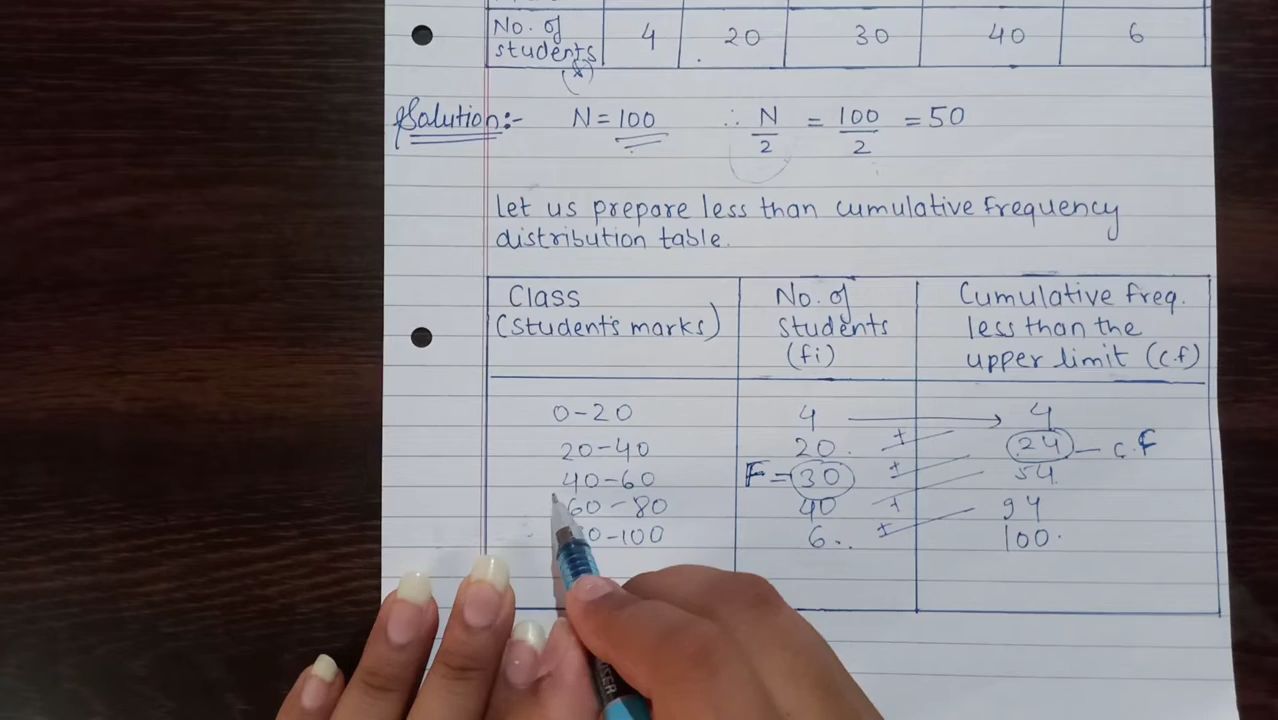 No. of
students 4 20 30 40 6
Solution:- N = 100 ∴ N/2 = 100/2 = 50
Let us prepare less than cumulative frequency
distribution table.
Class No. of Cumulative freq.
(Student's marks) students less than the
(fi) upper limit (c.f)
0-20 4 4
20-40 20 + 24 - c.F
40-60 F = 30 + 54
60-80 40 + 94
0-100 6 + 100